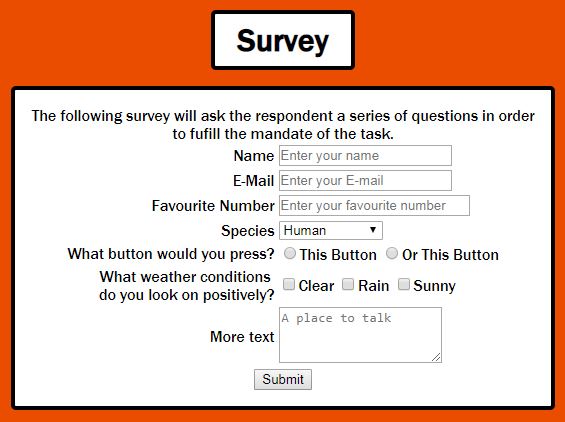 Survey
The following survey will ask the respondent a series of questions in order
to fufill the mandate of the task.
Name Enter your name
E-Mail Enter your E-mail
Favourite Number Enter your favourite number
Species Human
What button would you press? This Button Or This Button
What weather conditions
do you look on positively? Clear Rain Sunny
More text A place to talk
Submit